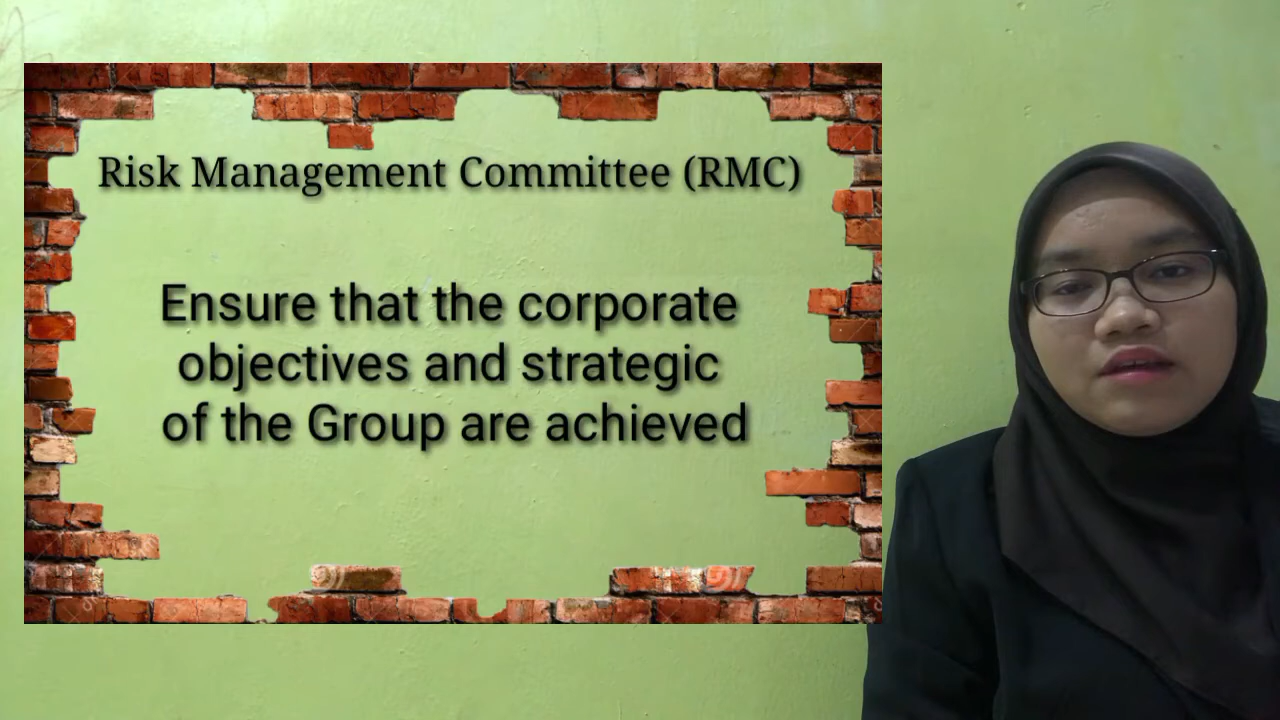 Risk Management Committee (RMC)
Ensure that the corporate
objectives and strategic
of the Group are achieved